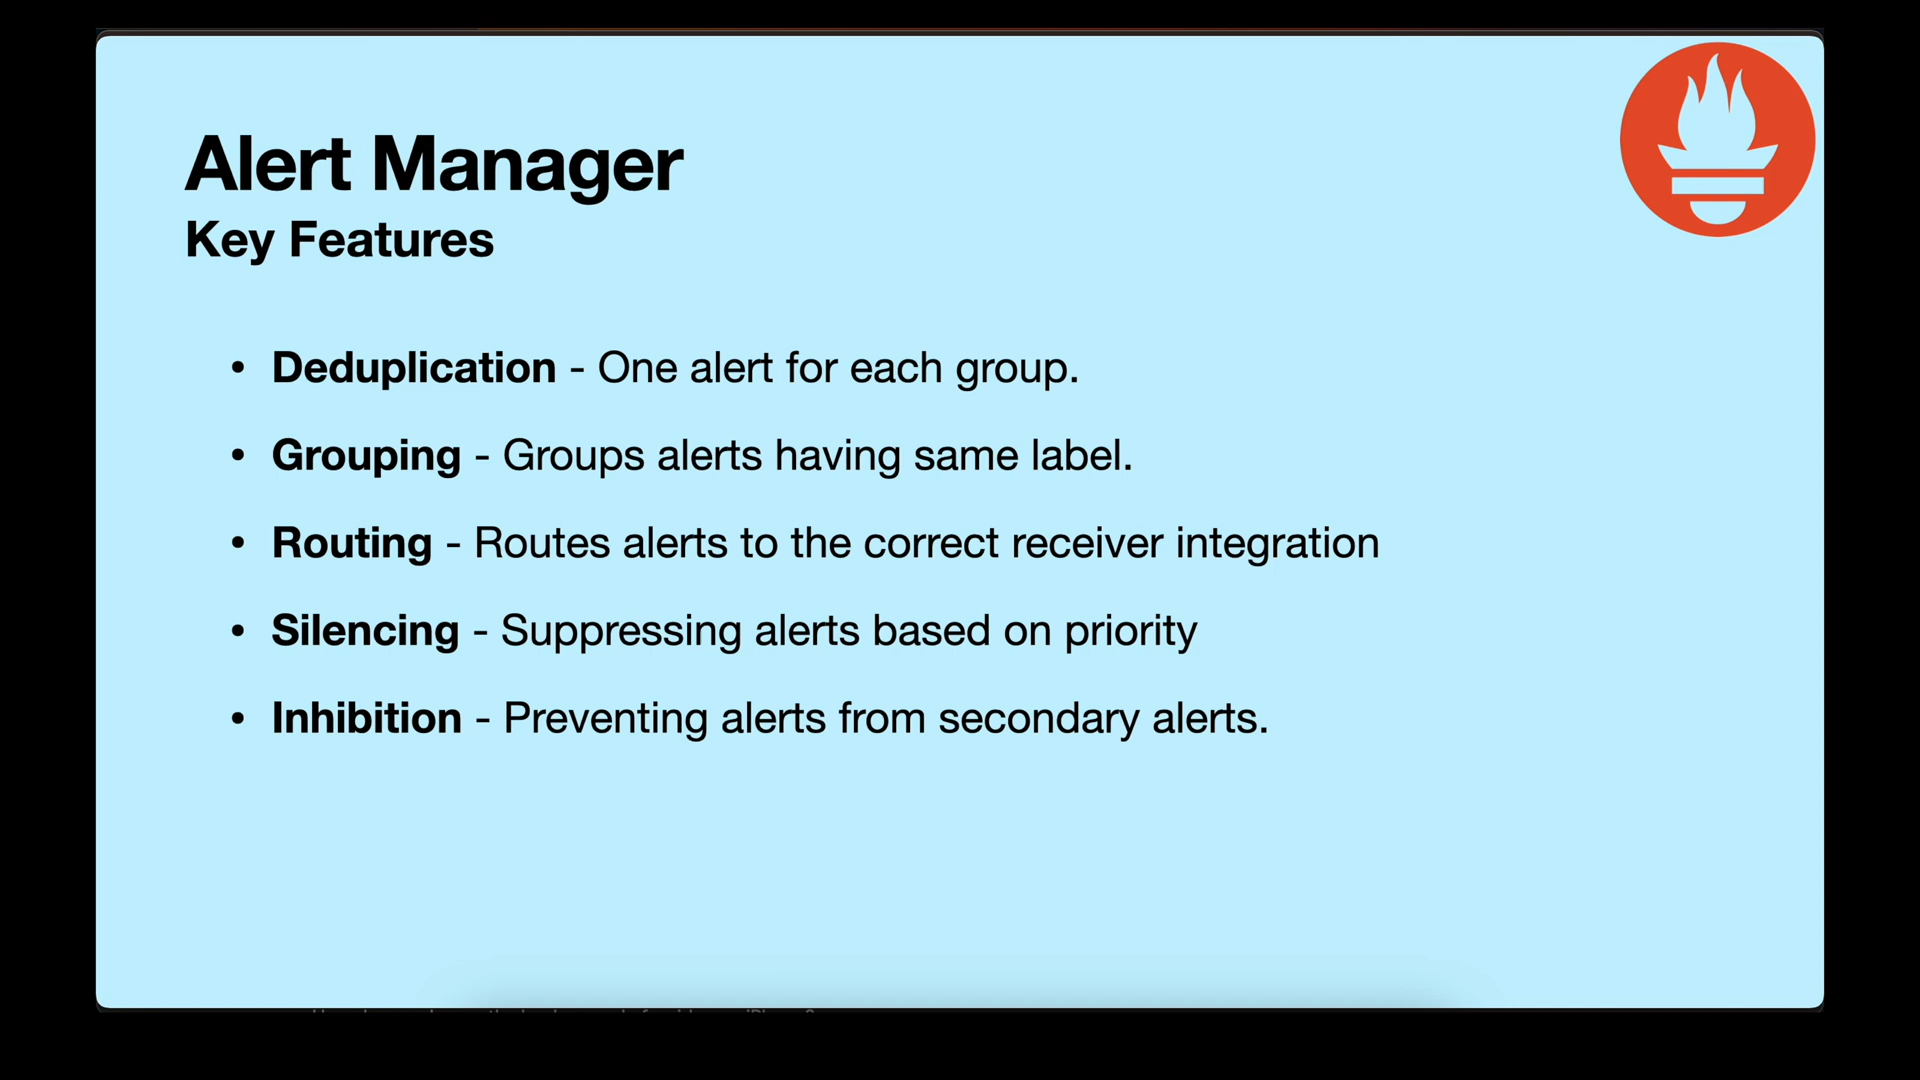 Alert Manager
Key Features
• Deduplication - One alert for each group.
• Grouping - Groups alerts having same label.
• Routing - Routes alerts to the correct receiver integration
• Silencing - Suppressing alerts based on priority
• Inhibition - Preventing alerts from secondary alerts.